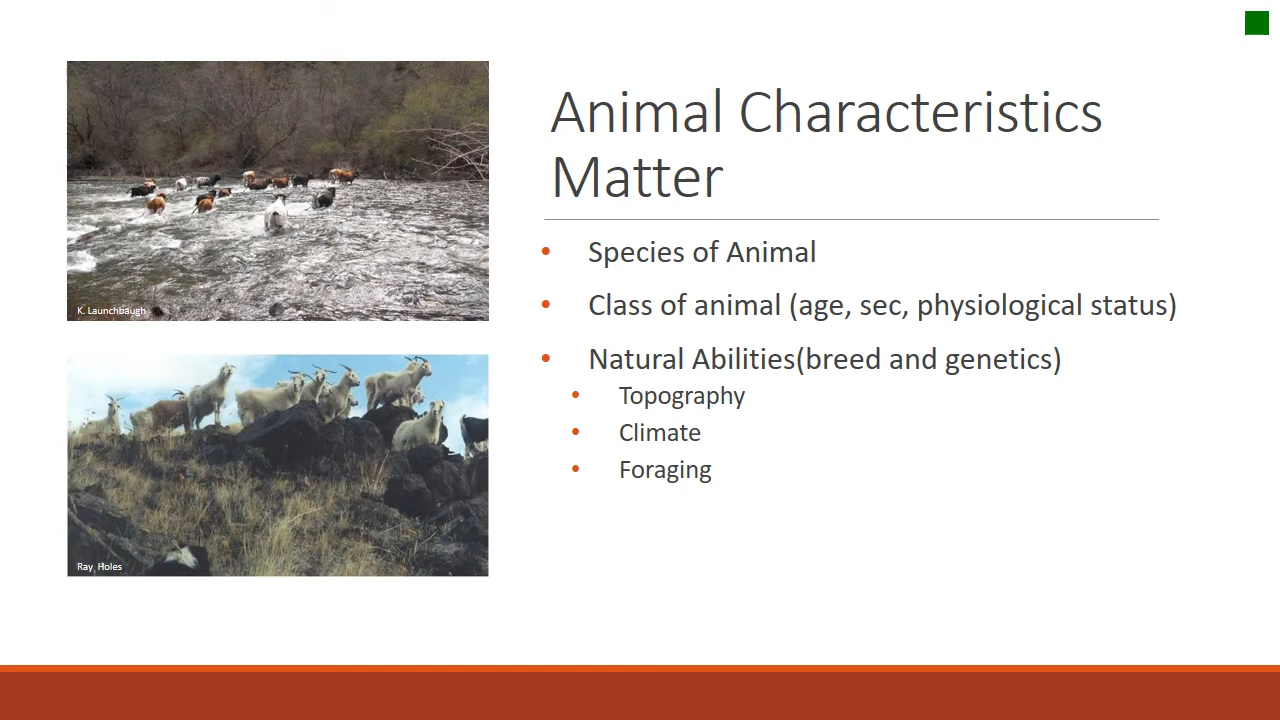 Animal Characteristics
Matter
• Species of Animal
• Class of animal (age, sec, physiological status)
• Natural Abilities(breed and genetics)
• Topography
• Climate
• Foraging
K. Launchbaugh
Ray Holes